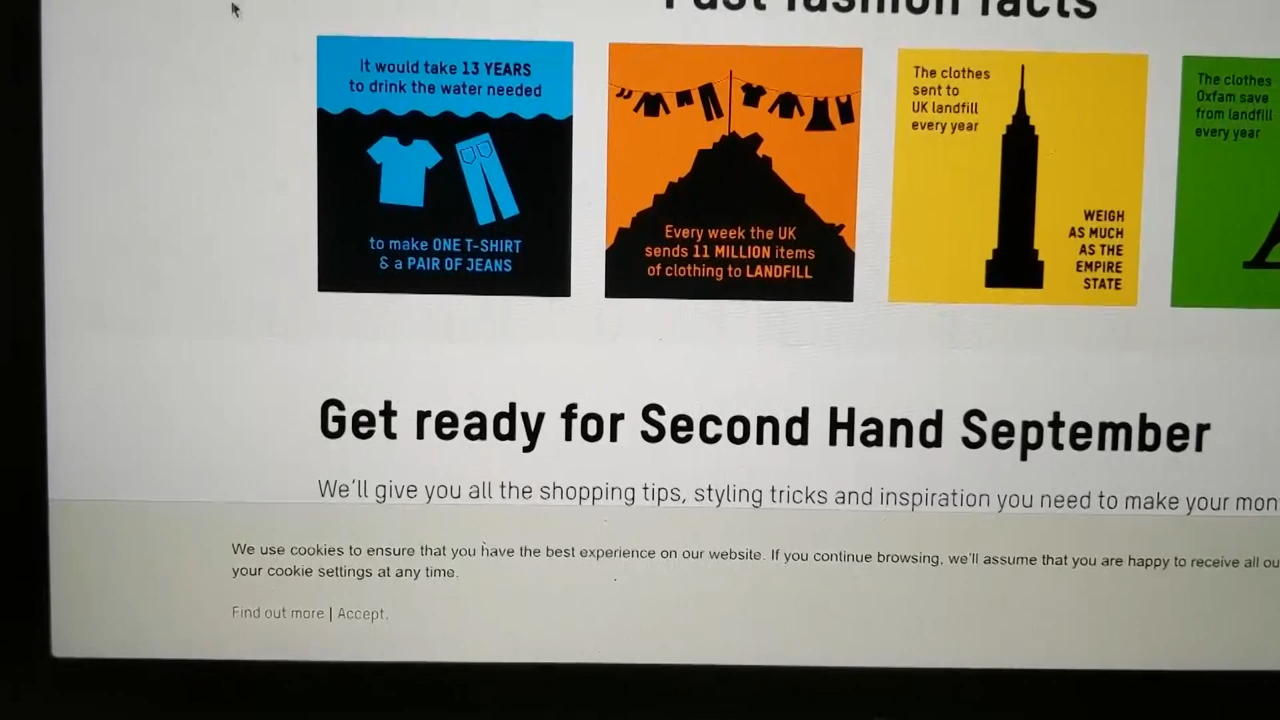 Fast fashion facts
It would take 13 YEARS
to drink the water needed
to make ONE T-SHIRT
& a PAIR OF JEANS
Every week the UK
sends 11 MILLION items
of clothing to LANDFILL
The clothes
sent to
UK landfill
every year
WEIGH
AS MUCH
AS THE
EMPIRE
STATE
The clothes
Oxfam save
from landfill
every year
Get ready for Second Hand September
We'll give you all the shopping tips, styling tricks and inspiration you need to make your mon
We use cookies to ensure that you have the best experience on our website. If you continue browsing, we'll assume that you are happy to receive all ou
your cookie settings at any time.
Find out more | Accept.